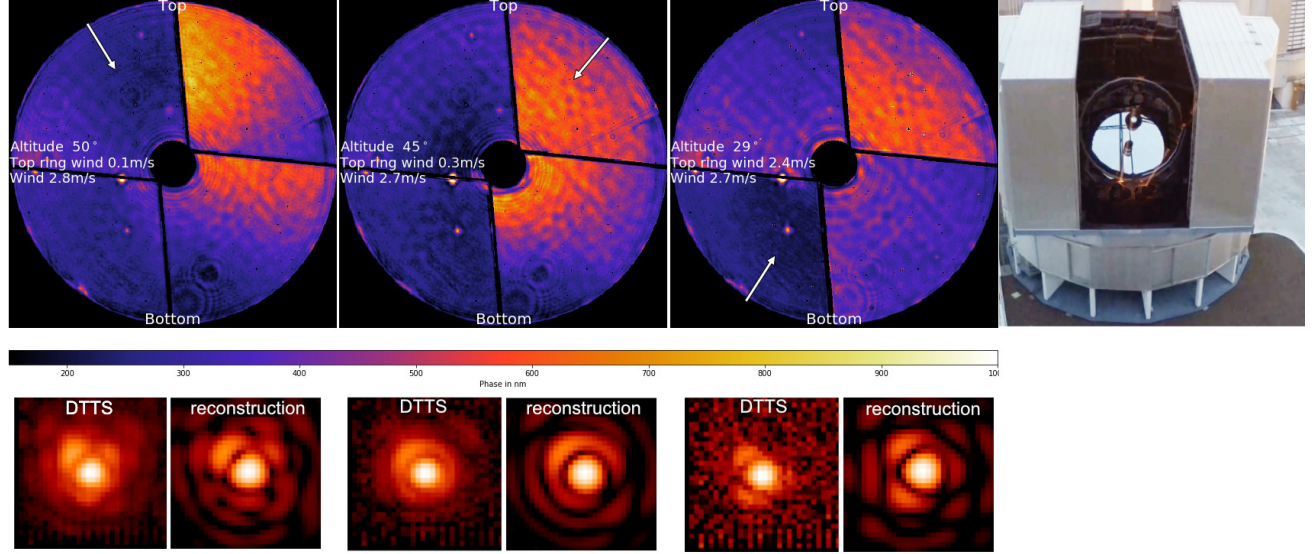 Top
Altitude 50°
Top ring wind 0.1m/s
Wind 2.8m/s
Bottom
Top
Altitude 45°
Top ring wind 0.3m/s
Wind 2.7m/s
Bottom
Top
Altitude 29°
Top ring wind 2.4m/s
Wind 2.7m/s
Bottom
200 300 400 500 600 700 800 900 100
Phase in nm
DTTS reconstruction DTTS reconstruction DTTS reconstruction